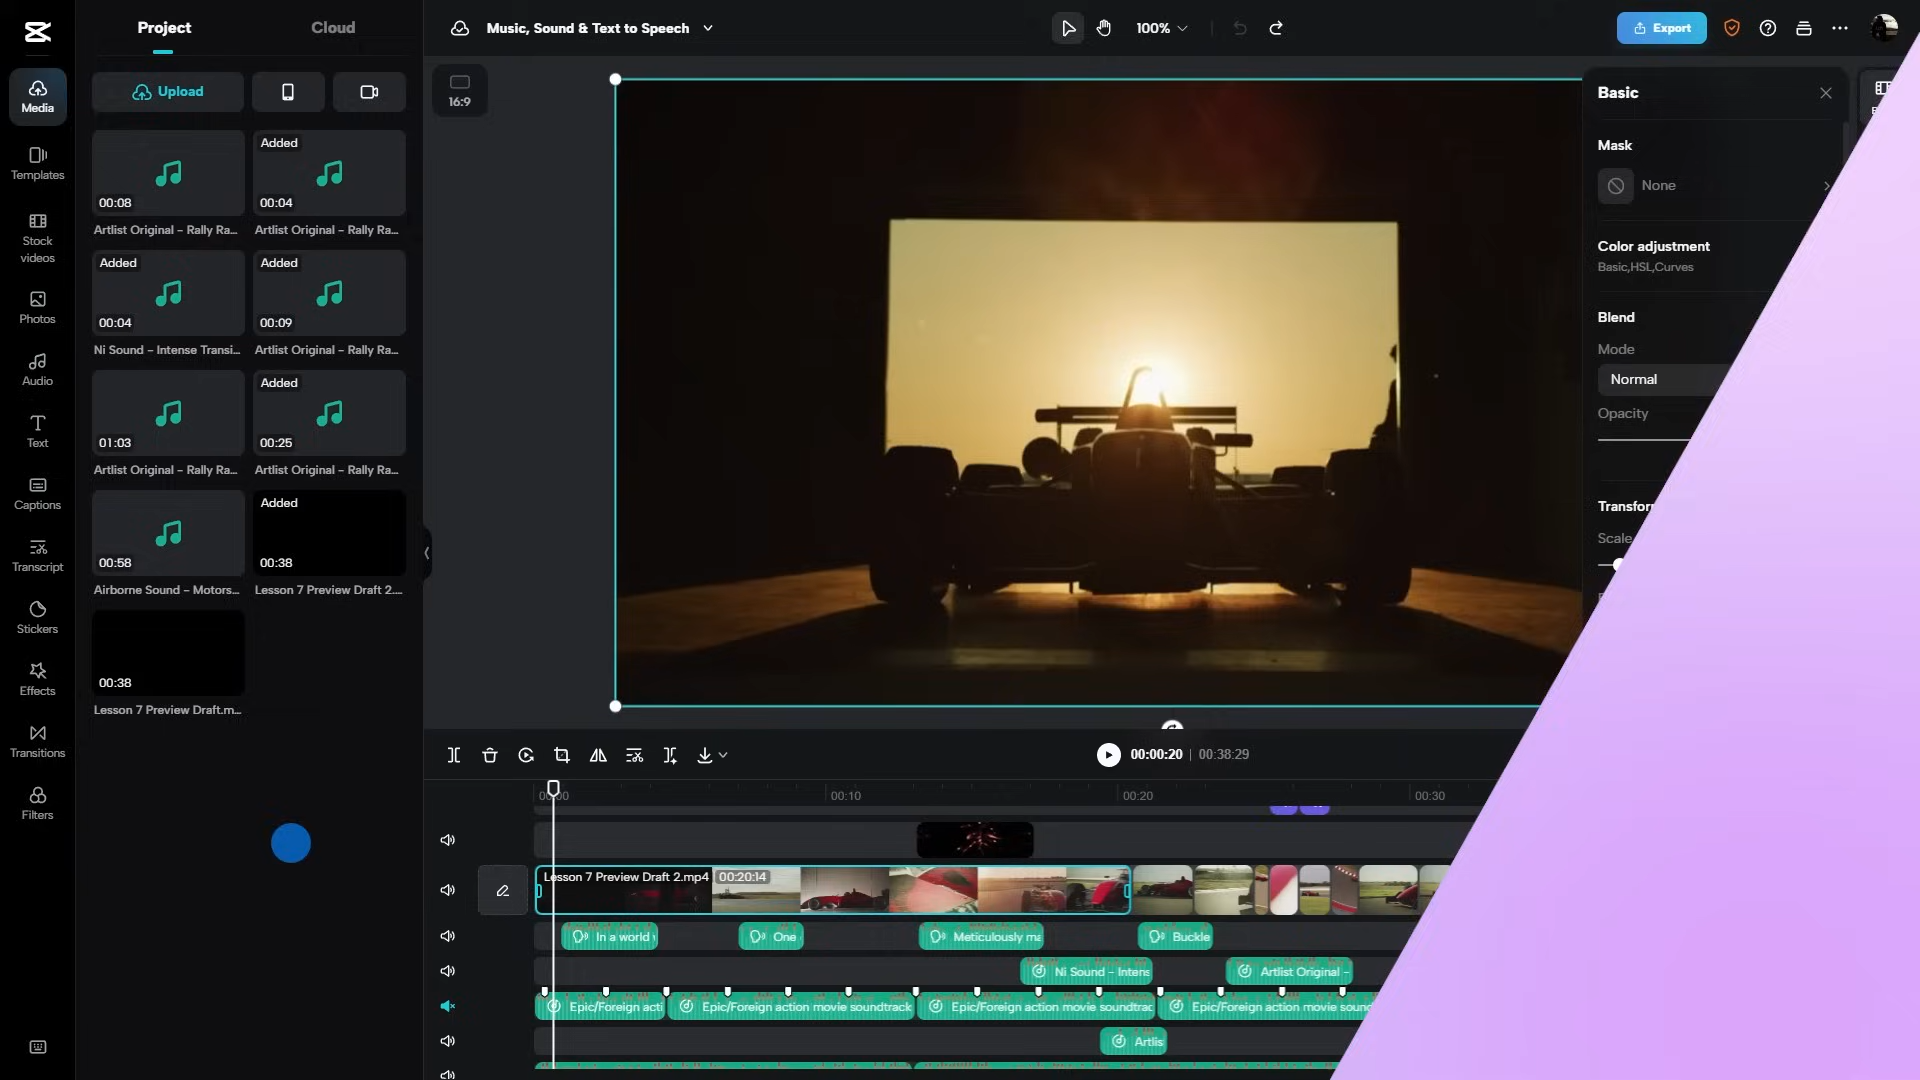 Project
Cloud
Music, Sound & Text to Speech
100%
Export
Upload
16:9
Basic
Media
Templates
Stock
videos
Photos
Audio
Text
Captions
Transcript
Stickers
Effects
Transitions
Filters
00:08
Artlist Original – Rally Ra...
Added
00:04
Artlist Original – Rally Ra...
Added
00:04
Ni Sound – Intense Transi...
Added
00:09
Artlist Original – Rally Ra...
01:03
Artlist Original – Rally Ra...
Added
00:25
Artlist Original – Rally Ra...
00:58
Airborne Sound – Motors...
Added
00:38
Lesson 7 Preview Draft 2....
00:38
Lesson 7 Preview Draft.m...
Mask
None
Color adjustment
Basic,HSL,Curves
Blend
Mode
Normal
Opacity
Transfor
Scale
00:00:20 | 00:38:29
00:00
00:10
00:20
00:30
Lesson 7 Preview Draft 2.mp4 00:20:14
In a world
One
Meticulously ma
Buckle
Ni Sound – Intens
Artlist Original –
Epic/Foreign acti
Epic/Foreign action movie soundtrack
Epic/Foreign action movie soundtrac
Epic/Foreign action movie soun
Artlis